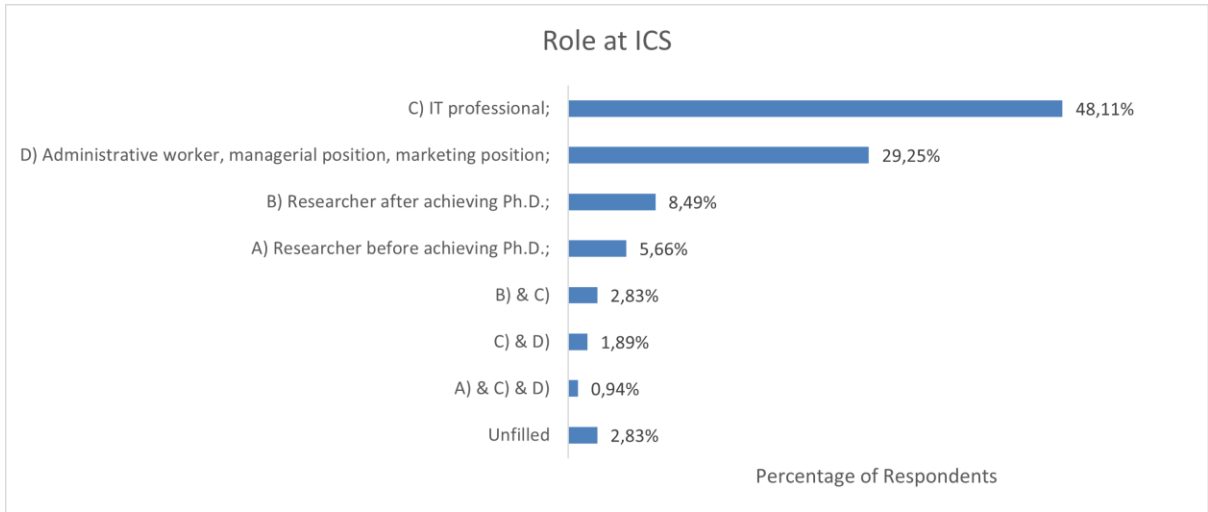 Role at ICS
C) IT professional; 48,11%
D) Administrative worker, managerial position, marketing position; 29,25%
B) Researcher after achieving Ph.D.; 8,49%
A) Researcher before achieving Ph.D.; 5,66%
B) & C) 2,83%
C) & D) 1,89%
A) & C) & D) 0,94%
Unfilled 2,83%
Percentage of Respondents